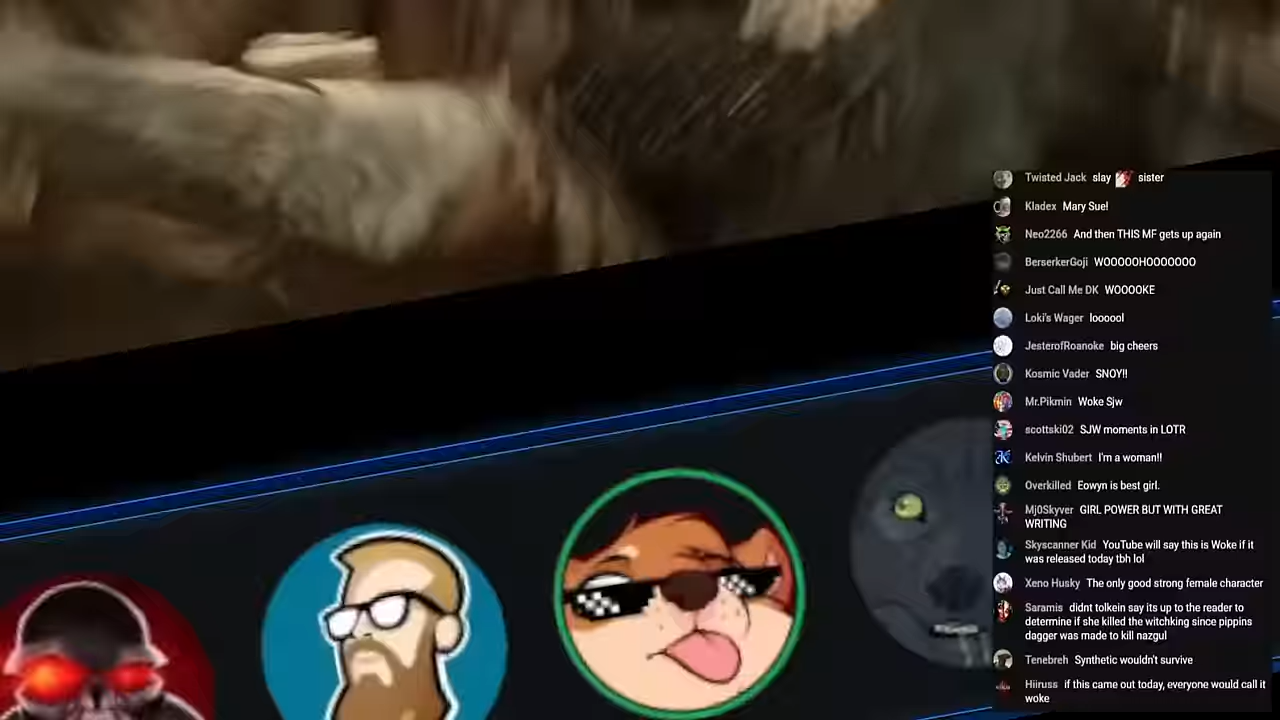 Twisted Jack slay sister
Kladex Mary Sue!
Neo2266 And then THIS MF gets up again
BerserkerGoji WOOOOHOOOOOOO
Just Call Me DK WOOOOKE
Loki's Wager loooool
JesterofRoanoke big cheers
Kosmic Vader SNOY!!
Mr.Pikmin Woke Sjw
scottski02 SJW moments in LOTR
Kelvin Shubert I'm a woman!!
Overkilled Eowyn is best girl.
Mj0Skyver GIRL POWER BUT WITH GREAT
WRITING
Skyscanner Kid YouTube will say this is Woke if it
was released today tbh lol
Xeno Husky The only good strong female character
Saramis didnt tolkein say its up to the reader to
determine if she killed the witchking since pippins
dagger was made to kill nazgul
Tenebreh Synthetic wouldn't survive
Hiiruss if this came out today, everyone would call it
woke